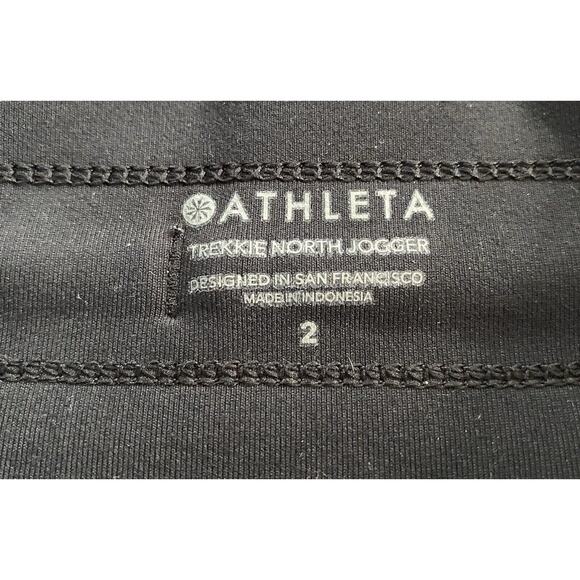 ATHLETA
TREKKIE NORTH JOGGER
DESIGNED IN SAN FRANCISCO
MADE IN INDONESIA
2